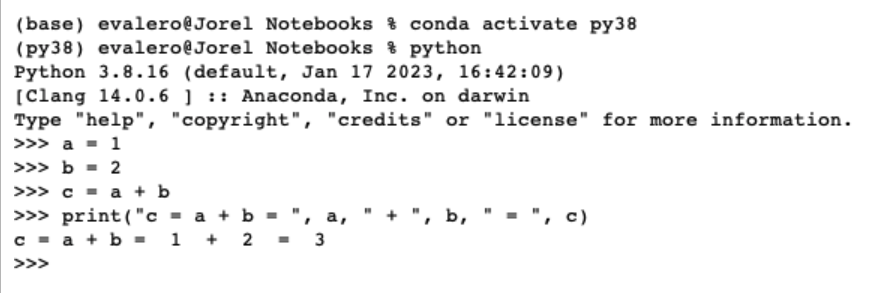 (base) evalero@Jorel Notebooks % conda activate py38
(py38) evalero@Jorel Notebooks % python
Python 3.8.16 (default, Jan 17 2023, 16:42:09)
[Clang 14.0.6 ] :: Anaconda, Inc. on darwin
Type "help", "copyright", "credits" or "license" for more information.
>>> a = 1
>>> b = 2
>>> c = a + b
>>> print("c = a + b = ", a, " + ", b, " = ", c)
c = a + b =  1  +  2  =  3
>>>